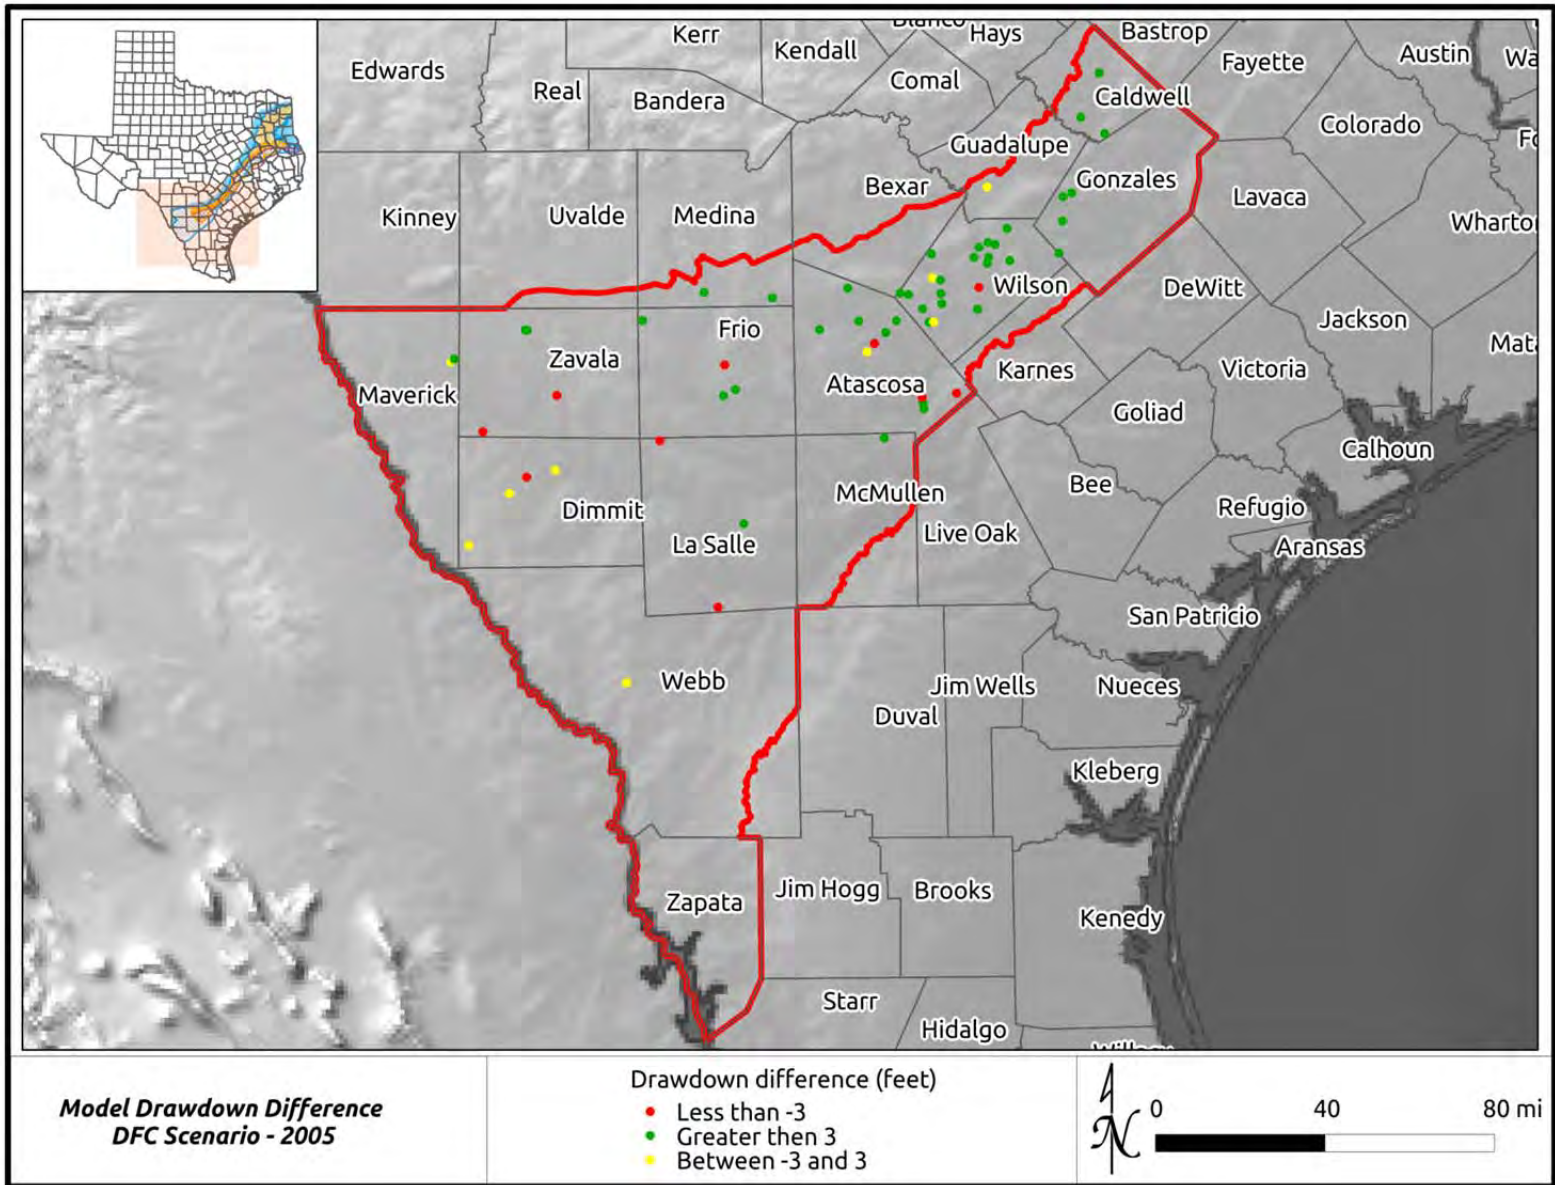 Blanco
Kerr
Hays
Bastrop
Kendall
Austin
Edwards
Fayette
Wa
Comal
Real
Bandera
Caldwell
Colorado
Guadalupe
Fo
Bexar
Gonzales
Lavaca
Kinney
Uvalde
Medina
Wharton
Wilson
DeWitt
Jackson
Frio
Zavala
Mata
Karnes
Victoria
Maverick
Atascosa
Goliad
Calhoun
Bee
McMullen
Dimmit
Refugio
La Salle
Live Oak
Aransas
San Patricio
Webb
Jim Wells
Nueces
Duval
Kleberg
Zapata
Jim Hogg
Brooks
Kenedy
Starr
Hidalgo
Model Drawdown Difference
DFC Scenario - 2005
Drawdown difference (feet)
Less than -3
Greater then 3
Between -3 and 3
N
0 40 80 mi